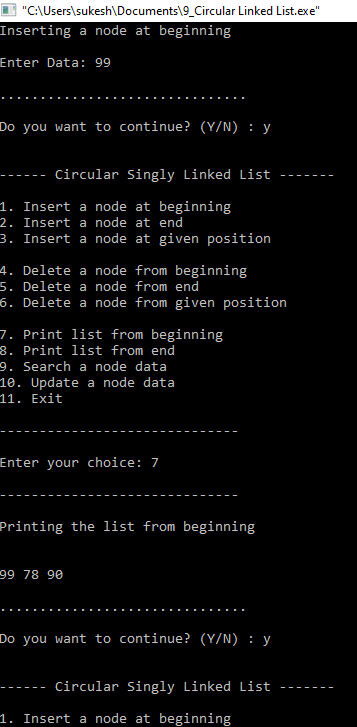 "C:\Users\sukesh\Documents\9_Circular Linked List.exe"
Inserting a node at beginning
Enter Data: 99
...............................
Do you want to continue? (Y/N) : y
------ Circular Singly Linked List -------
1. Insert a node at beginning
2. Insert a node at end
3. Insert a node at given position
4. Delete a node from beginning
5. Delete a node from end
6. Delete a node from given position
7. Print list from beginning
8. Print list from end
9. Search a node data
10. Update a node data
11. Exit
------------------------------
Enter your choice: 7
------------------------------
Printing the list from beginning
99 78 90
...............................
Do you want to continue? (Y/N) : y
------ Circular Singly Linked List -------
1. Insert a node at beginning